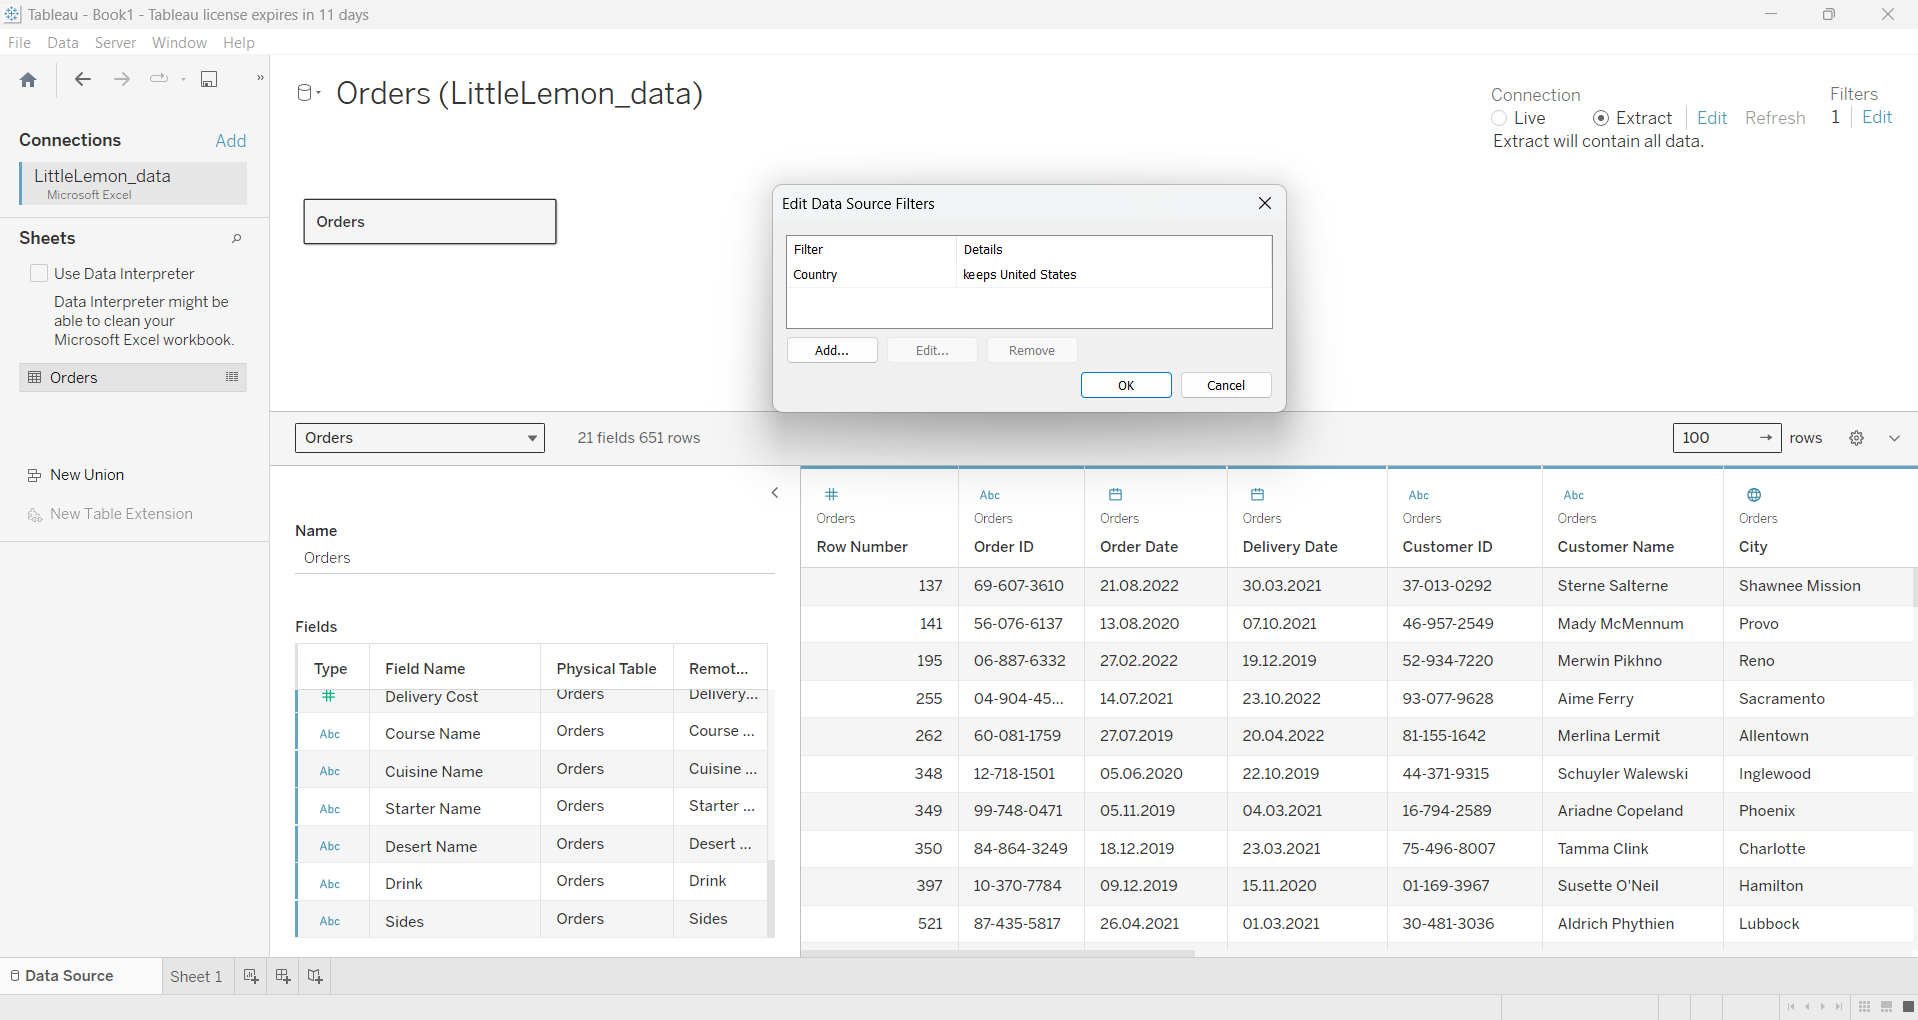 Tableau - Book1 - Tableau license expires in 11 days
File Data Server Window Help
Connections Add
LittleLemon_data
Microsoft Excel
Sheets
Use Data Interpreter
Data Interpreter might be
able to clean your
Microsoft Excel workbook.
Orders
New Union
New Table Extension
Orders (LittleLemon_data)
Connection
Live Extract Edit Refresh
Extract will contain all data.
Filters
1 Edit
Orders
Edit Data Source Filters
Filter Details
Country keeps United States
Add... Edit... Remove
OK Cancel
Orders 21 fields 651 rows
100 rows
Name
Orders
Fields
Type Field Name Physical Table Remot...
Delivery Cost Orders Delivery...
Abc Course Name Orders Course ...
Abc Cuisine Name Orders Cuisine ...
Abc Starter Name Orders Starter ...
Abc Desert Name Orders Desert ...
Abc Drink Orders Drink
Abc Sides Orders Sides
Abc Abc Abc
Orders Orders Orders Orders Orders Orders Orders
Row Number Order ID Order Date Delivery Date Customer ID Customer Name City
137 69-607-3610 21.08.2022 30.03.2021 37-013-0292 Sterne Salterne Shawnee Mission
141 56-076-6137 13.08.2020 07.10.2021 46-957-2549 Mady McMennum Provo
195 06-887-6332 27.02.2022 19.12.2019 52-934-7220 Merwin Pikhno Reno
255 04-904-45... 14.07.2021 23.10.2022 93-077-9628 Aime Ferry Sacramento
262 60-081-1759 27.07.2019 20.04.2022 81-155-1642 Merlina Lermit Allentown
348 12-718-1501 05.06.2020 22.10.2019 44-371-9315 Schuyler Walewski Inglewood
349 99-748-0471 05.11.2019 04.03.2021 16-794-2589 Ariadne Copeland Phoenix
350 84-864-3249 18.12.2019 23.03.2021 75-496-8007 Tamma Clink Charlotte
397 10-370-7784 09.12.2019 15.11.2020 01-169-3967 Susette O'Neil Hamilton
521 87-435-5817 26.04.2021 01.03.2021 30-481-3036 Aldrich Phythien Lubbock
Data Source Sheet 1